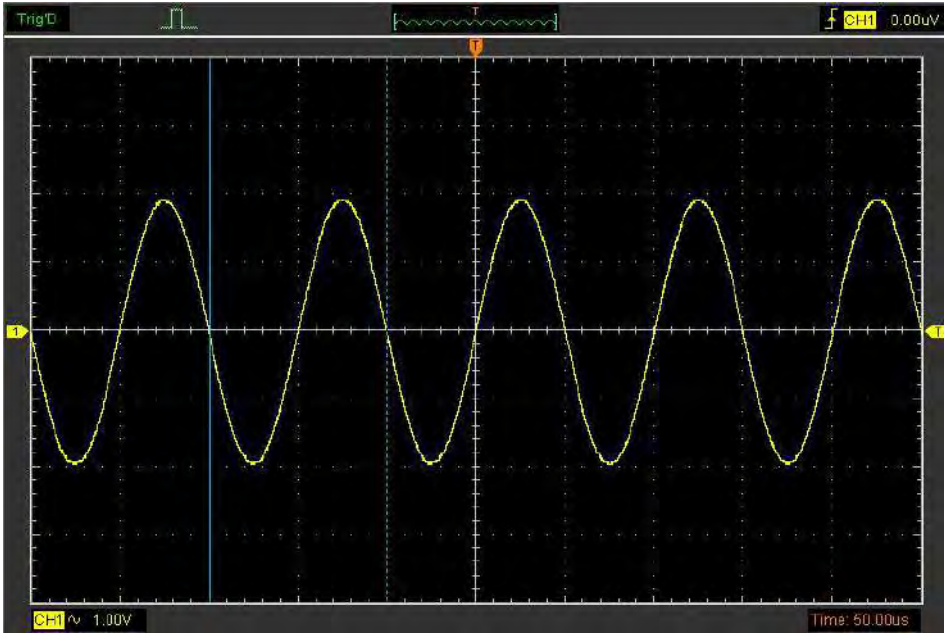 Trig'D
T
CH1 0.00uV
T
1
T
CH1 ~ 1.00V
Time: 50.00us